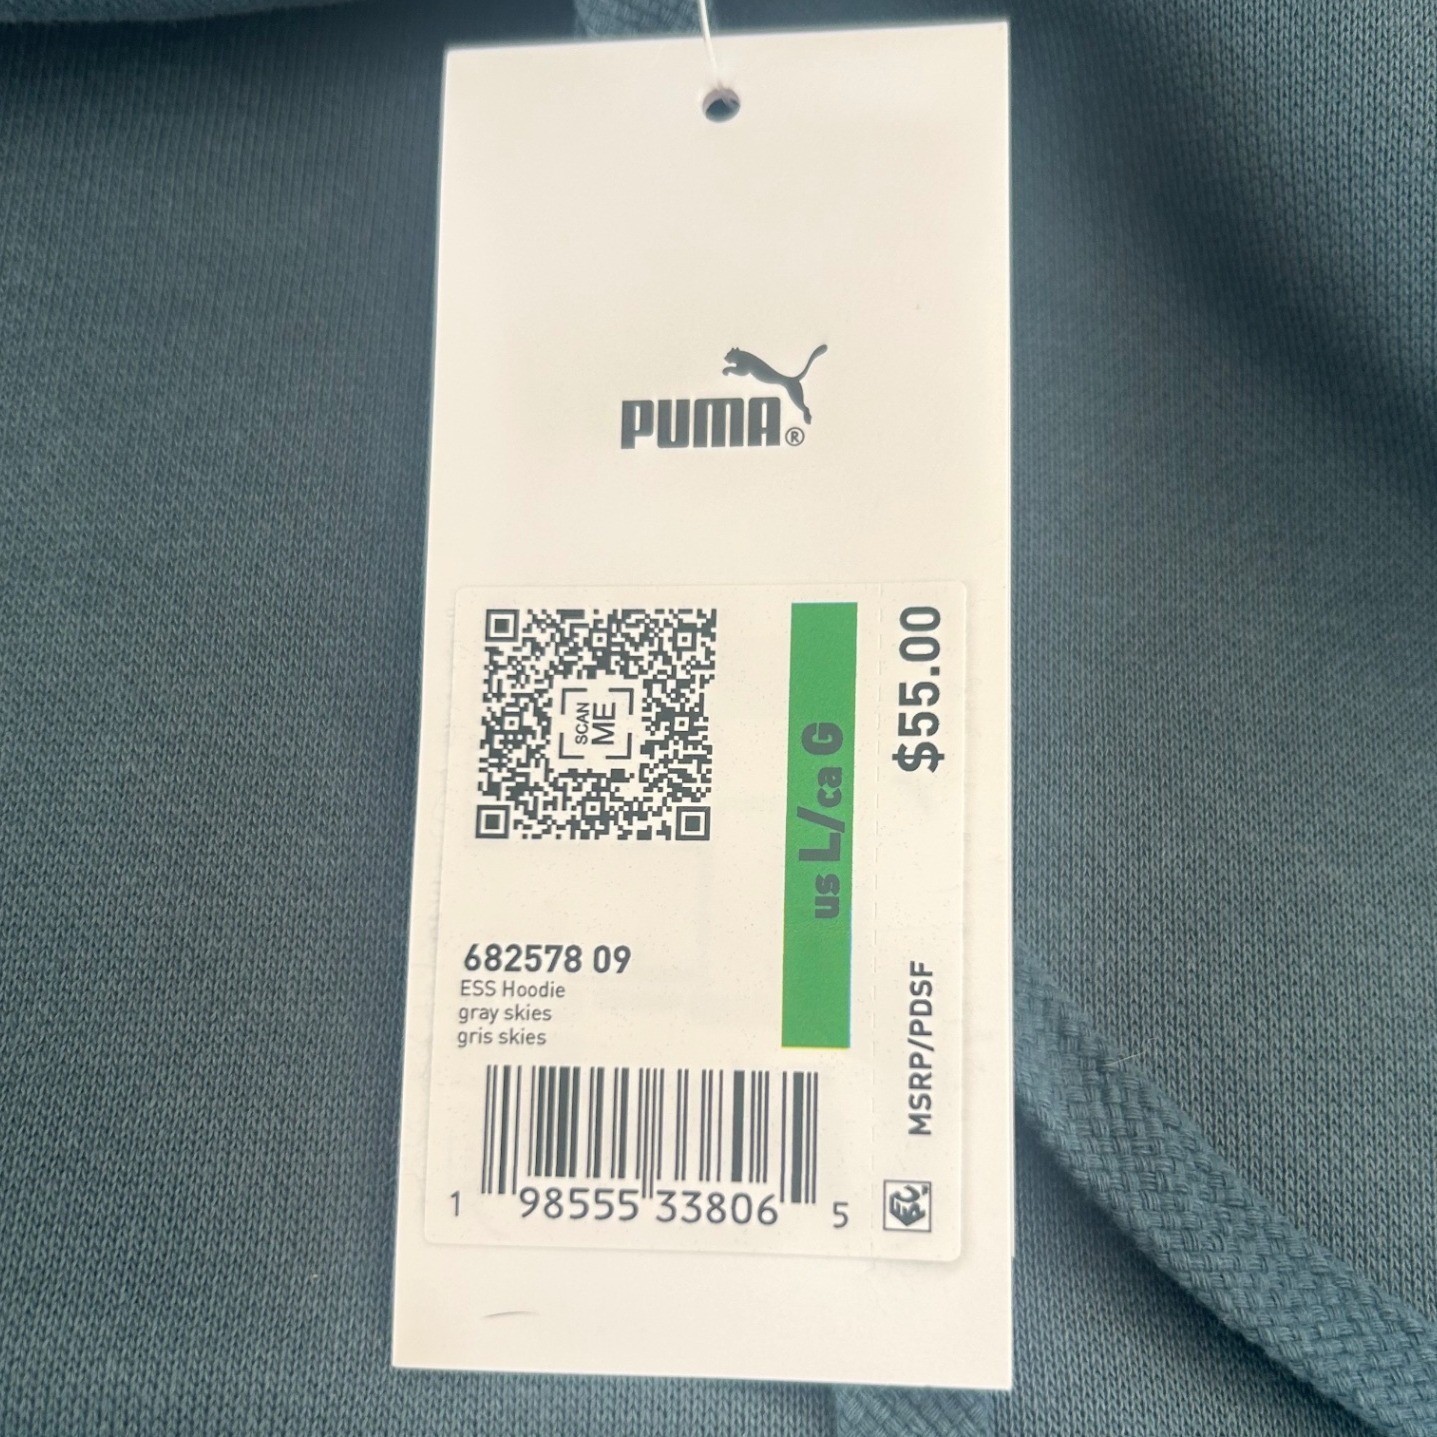 PUMA®
SCAN
ME
us L/ca G
$55.00
682578 09
ESS Hoodie
gray skies
gris skies
MSRP/PDSF
1 98555 33806 5